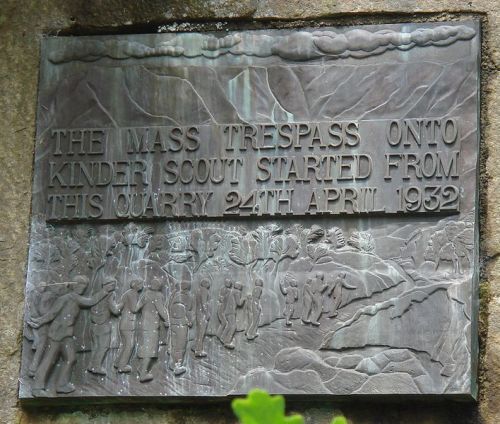 THE MASS TRESPASS ONTO
KINDER SCOUT STARTED FROM
THIS QUARRY 24TH APRIL 1932